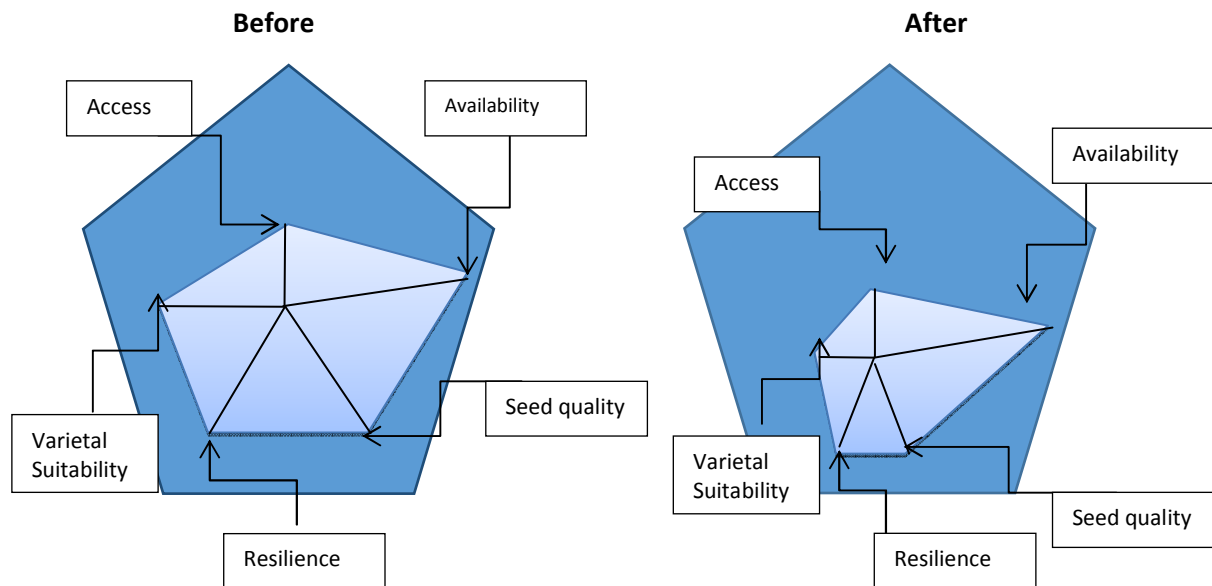 Before
Access
Availability
Varietal
Suitability
Seed quality
Resilience
After
Access
Availability
Varietal
Suitability
Seed quality
Resilience